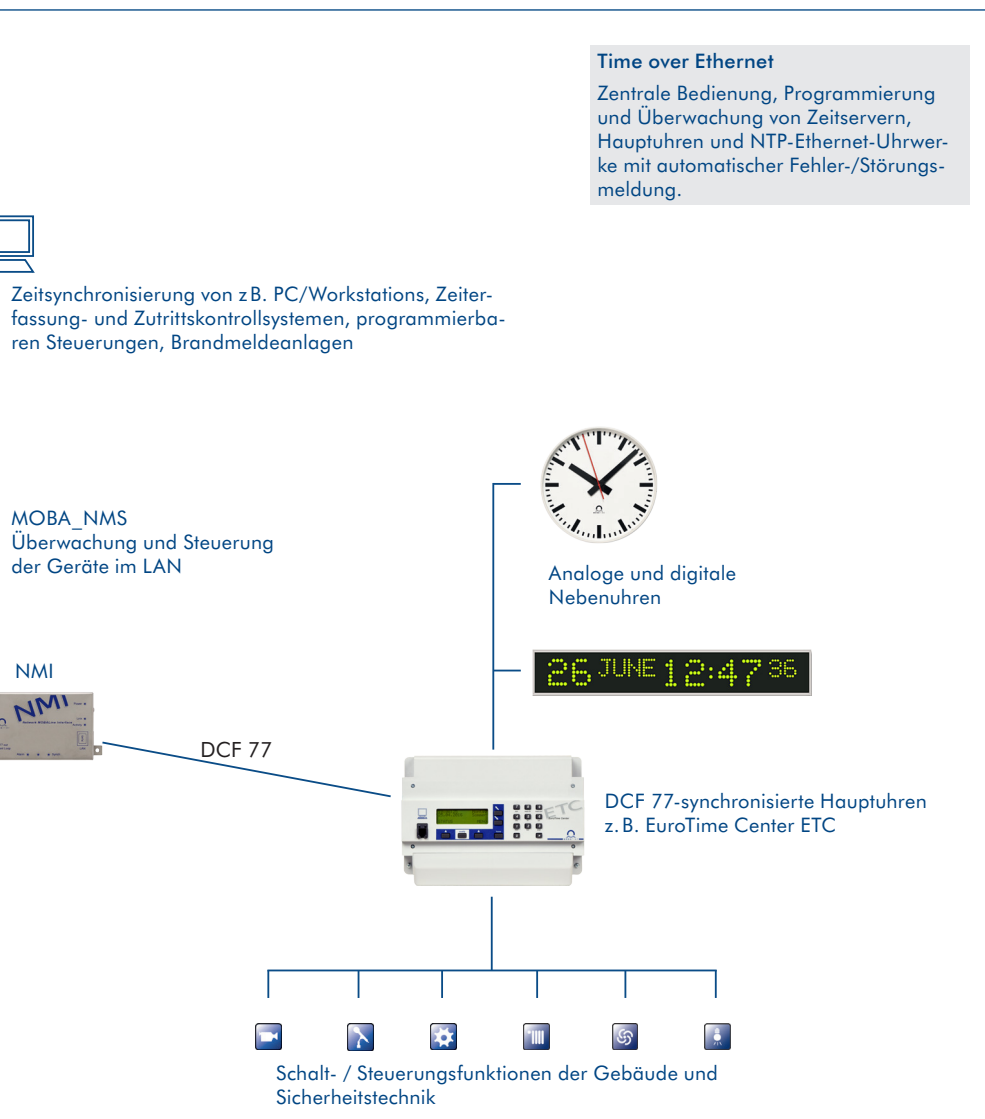 Time over Ethernet
Zentrale Bedienung, Programmierung
und Überwachung von Zeitservern,
Hauptuhren und NTP-Ethernet-Uhrwer-
ke mit automatischer Fehler-/Störungs-
meldung.
Zeitsynchronisierung von z B. PC/Workstations, Zeiter-
fassung- und Zutrittskontrollsystemen, programmierba-
ren Steuerungen, Brandmeldeanlagen
MOBA_NMS
Überwachung und Steuerung
der Geräte im LAN
Analoge und digitale
Nebenuhren
26 JUNE 12:47 36
NMI
NMI
DCF 77
ETC
DCF 77-synchronisierte Hauptuhren
z. B. EuroTime Center ETC
Schalt- / Steuerungsfunktionen der Gebäude und
Sicherheitstechnik